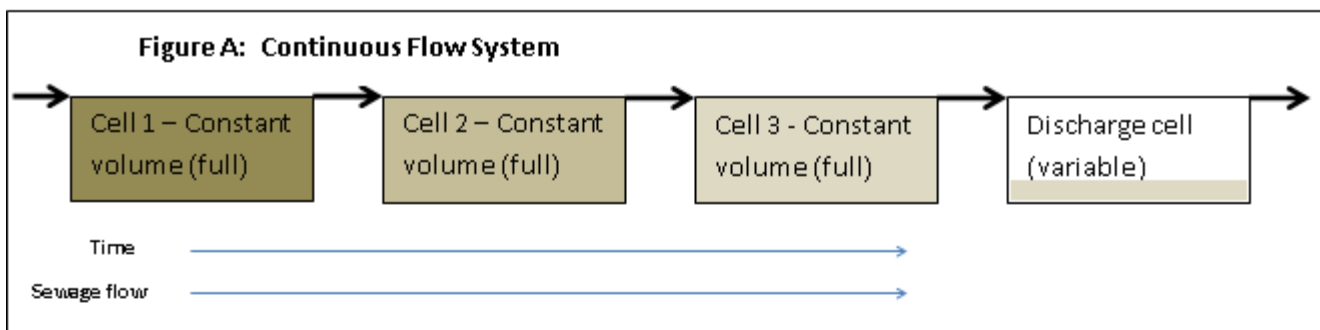 Figure A: Continuous Flow System
Cell 1 – Constant
volume (full)
Cell 2 – Constant
volume (full)
Cell 3 - Constant
volume (full)
Discharge cell
(variable)
Time
Sewage flow